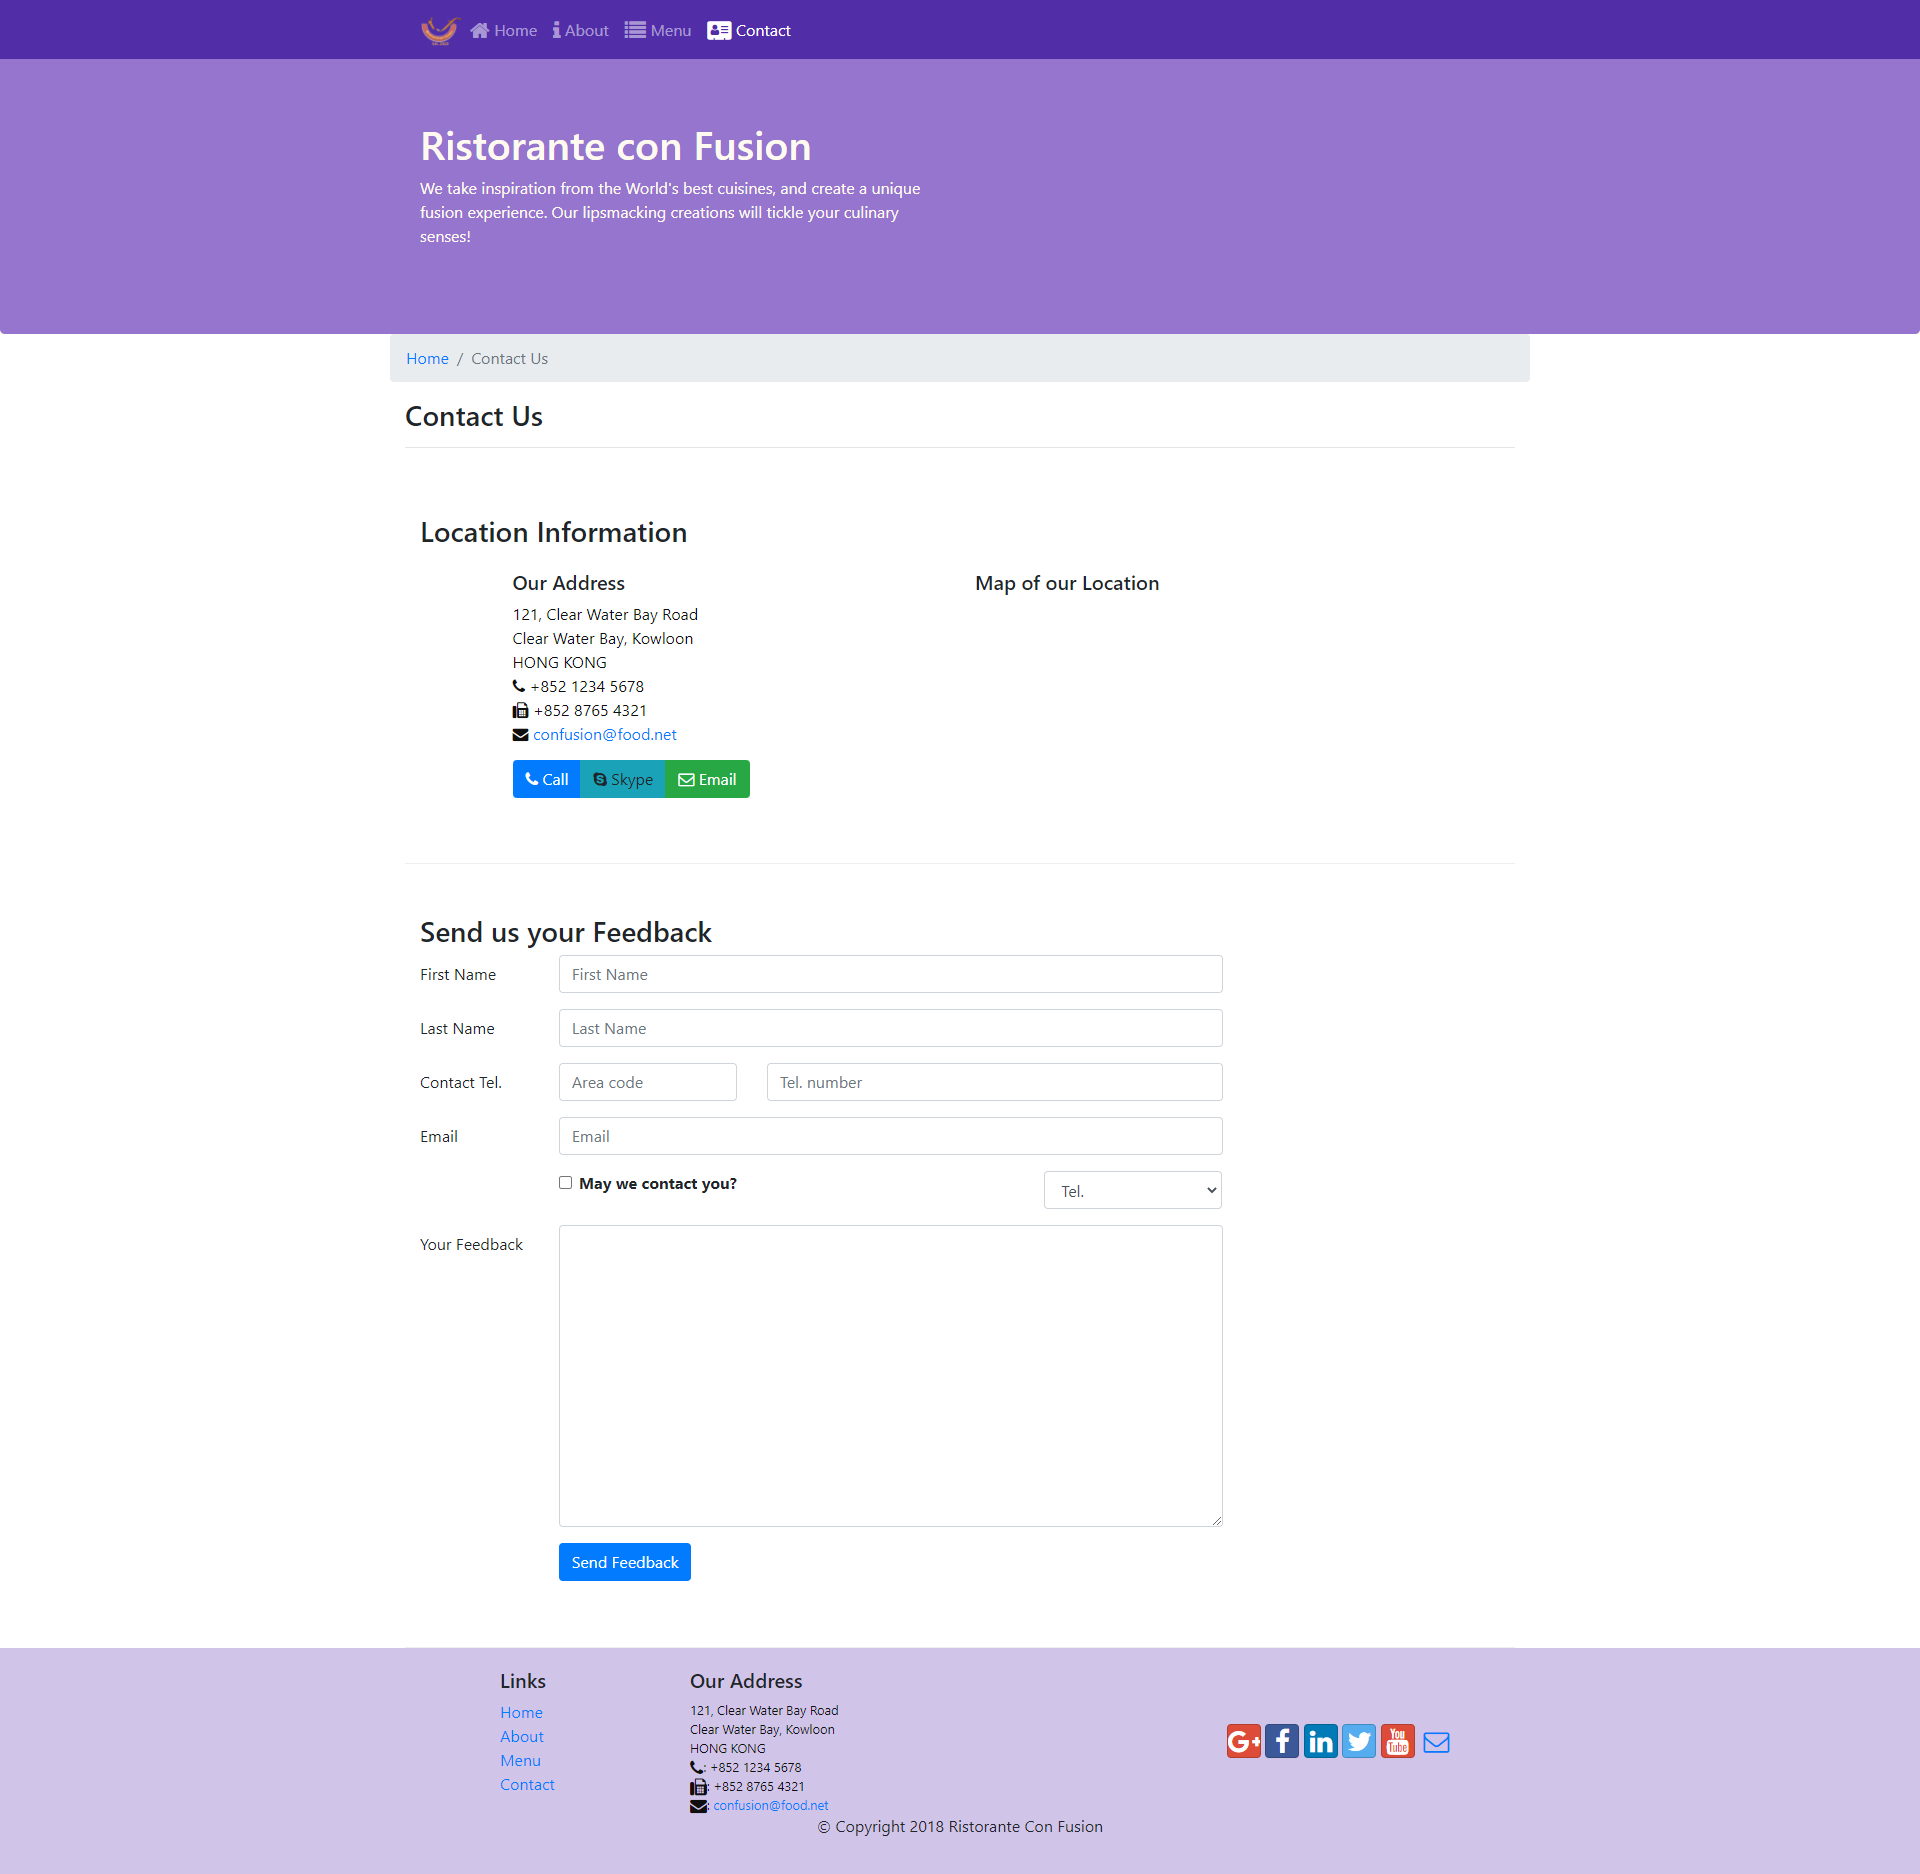 Home About Menu Contact
Ristorante con Fusion
We take inspiration from the World's best cuisines, and create a unique
fusion experience. Our lipsmacking creations will tickle your culinary
senses!
Home / Contact Us
Contact Us
Location Information
Our Address
121, Clear Water Bay Road
Clear Water Bay, Kowloon
HONG KONG
+852 1234 5678
+852 8765 4321
confusion@food.net
Call Skype Email
Map of our Location
Send us your Feedback
First Name First Name
Last Name Last Name
Contact Tel. Area code Tel. number
Email Email
May we contact you? Tel.
Your Feedback
Send Feedback
Links
Home
About
Menu
Contact
Our Address
121, Clear Water Bay Road
Clear Water Bay, Kowloon
HONG KONG
: +852 1234 5678
: +852 8765 4321
: confusion@food.net
You
Tube
© Copyright 2018 Ristorante Con Fusion